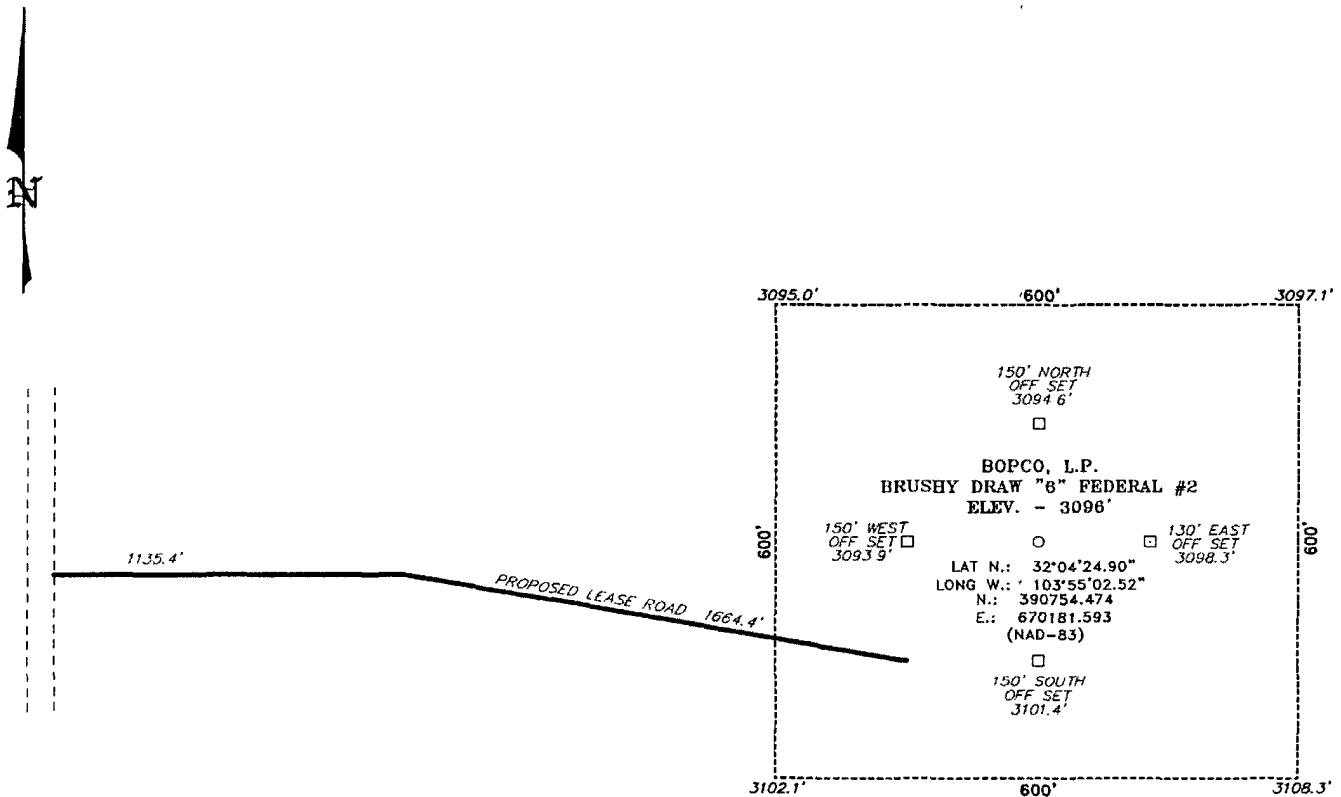 N
3095.0'
600'
3097.1'
150' NORTH
OFF SET
3094 6'
BOPCO, L.P.
BRUSHY DRAW "6" FEDERAL #2
ELEV. - 3096'
600'
150' WEST
OFF SET
3093 9'
130' EAST
OFF SET
3098.3'
600'
LAT N.: 32°04'24.90"
LONG W.: 103°55'02.52"
N.: 390754.474
E.: 670181.593
(NAD-83)
1135.4'
PROPOSED LEASE ROAD 1664.4'
150' SOUTH
OFF SET
3101.4'
3102.1'
600'
3108.3'